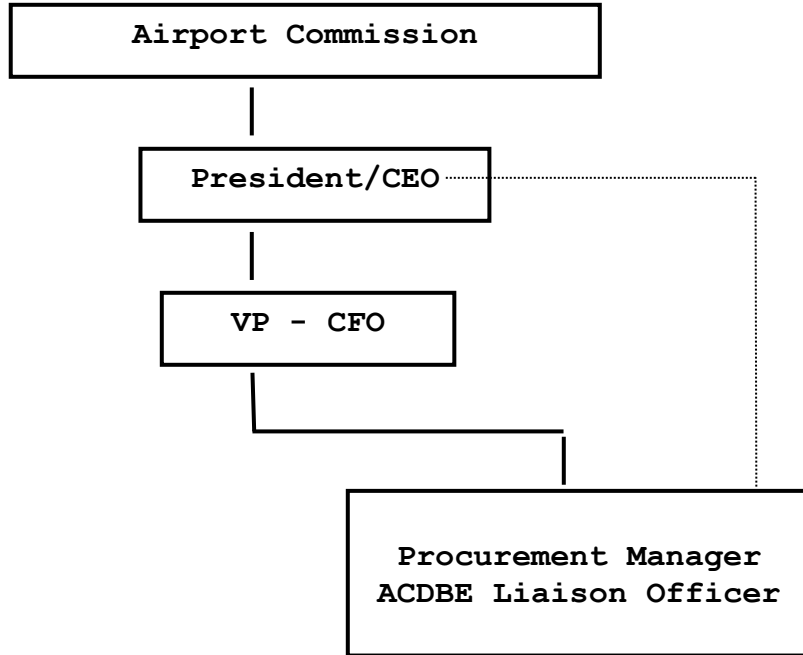 Airport Commission
President/CEO
VP - CFO
Procurement Manager
ACDBE Liaison Officer